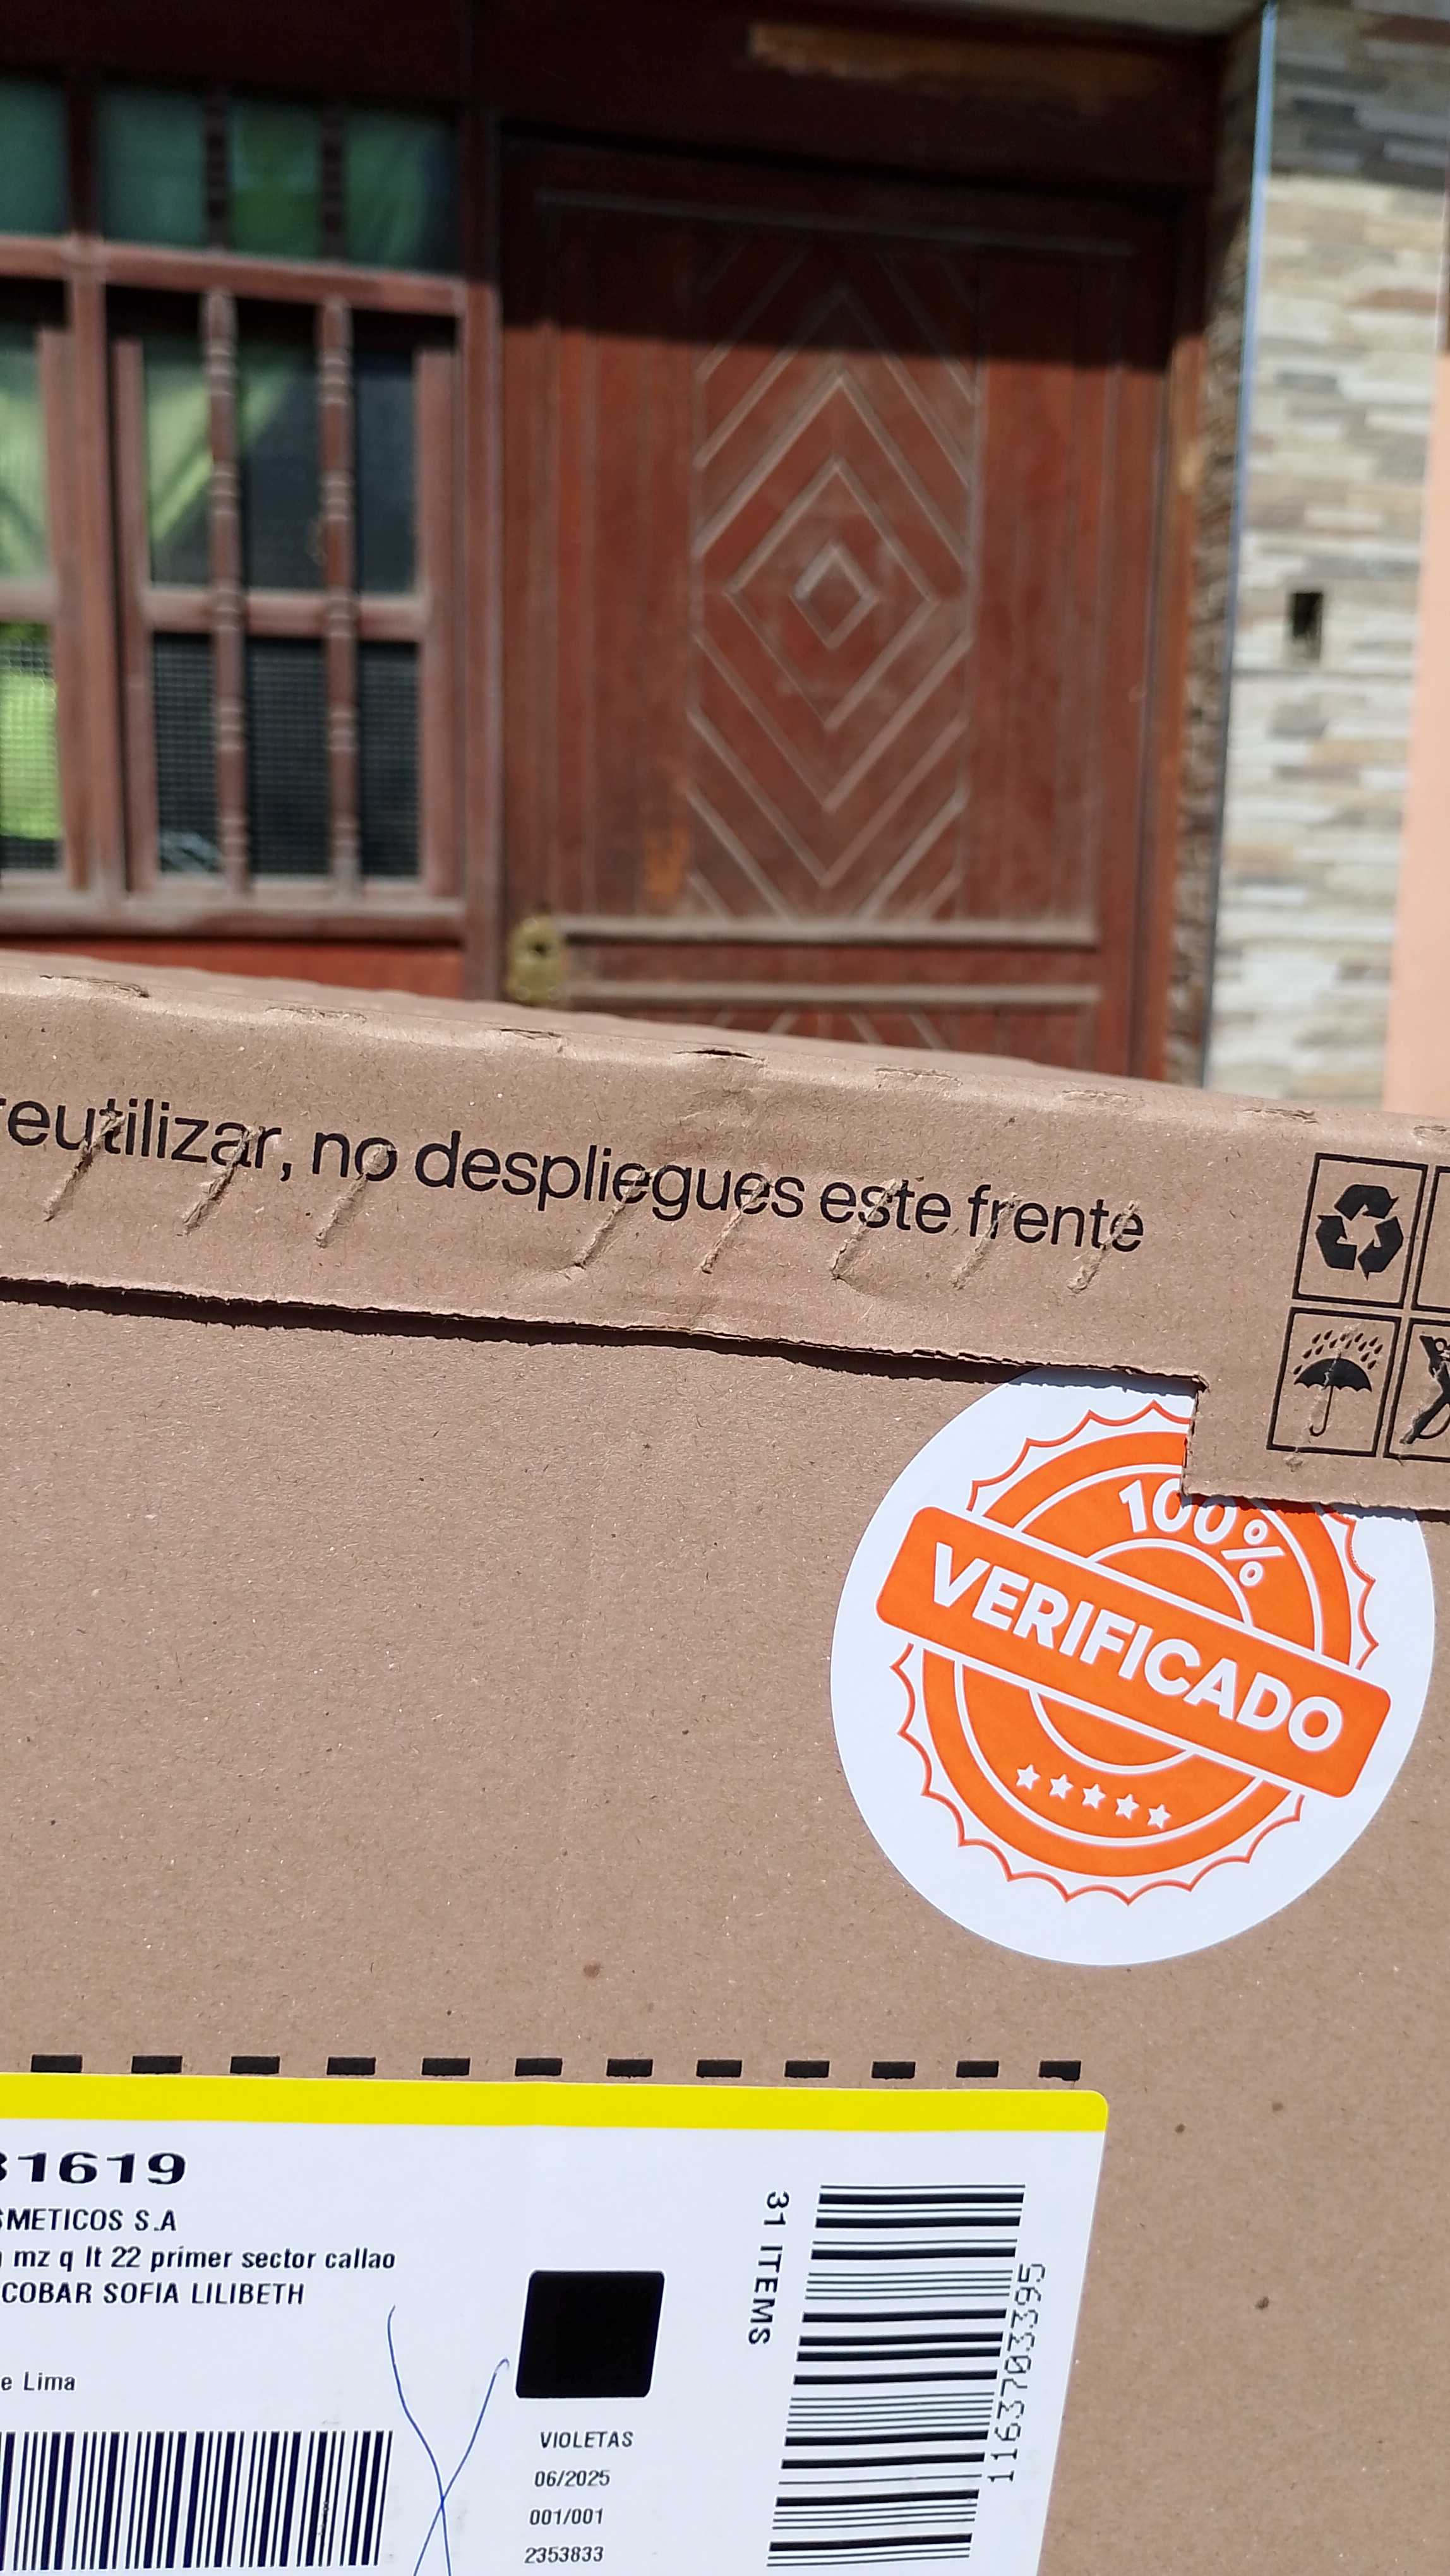 reutilizar, no despliegues este frente
100%
VERIFICADO
31619
SMETICOS S.A
mz q lt 22 primer sector callao
COBAR SOFIA LILIBETH
e Lima
31 ITEMS
1163703395
VIOLETAS
06/2025
001/001
2353833